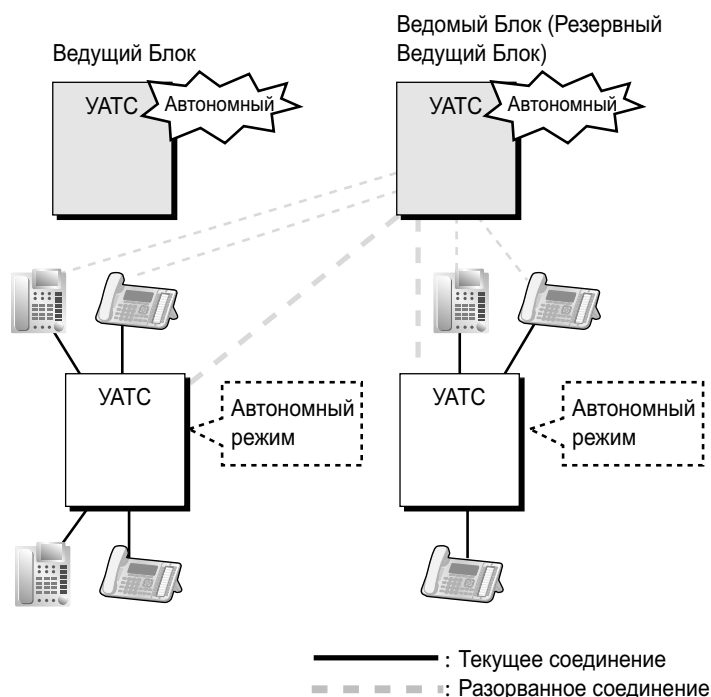 Ведущий Блок
Ведомый Блок (Резервный
Ведущий Блок)
УАТС
Автономный
УАТС
Автономный
УАТС
Автономный
режим
УАТС
Автономный
режим
: Текущее соединение
: Разорванное соединение